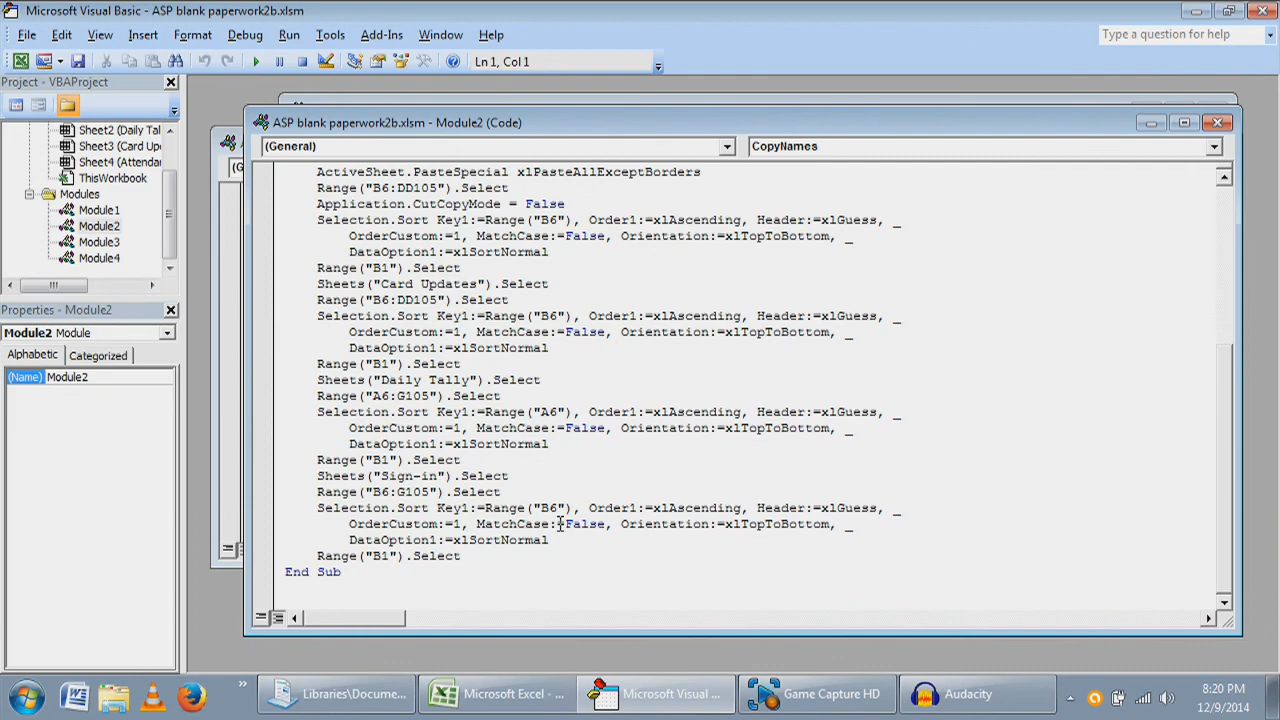 Microsoft Visual Basic - ASP blank paperwork2b.xlsm
File Edit View Insert Format Debug Run Tools Add-Ins Window Help
Type a question for help
Ln 1, Col 1
Project - VBAProject
Sheet2 (Daily Tal
Sheet3 (Card Up
Sheet4 (Attenda
ThisWorkbook
Modules
Module1
Module2
Module3
Module4
Properties - Module2
Module2 Module
Alphabetic Categorized
(Name) Module2
ASP blank paperwork2b.xlsm - Module2 (Code)
(General) CopyNames
ActiveSheet.PasteSpecial xlPasteAllExceptBorders
Range("B6:DD105").Select
Application.CutCopyMode = False
Selection.Sort Key1:=Range("B6"), Order1:=xlAscending, Header:=xlGuess, _
OrderCustom:=1, MatchCase:=False, Orientation:=xlTopToBottom, _
DataOption1:=xlSortNormal
Range("B1").Select
Sheets("Card Updates").Select
Range("B6:DD105").Select
Selection.Sort Key1:=Range("B6"), Order1:=xlAscending, Header:=xlGuess, _
OrderCustom:=1, MatchCase:=False, Orientation:=xlTopToBottom, _
DataOption1:=xlSortNormal
Range("B1").Select
Sheets("Daily Tally").Select
Range("A6:G105").Select
Selection.Sort Key1:=Range("A6"), Order1:=xlAscending, Header:=xlGuess, _
OrderCustom:=1, MatchCase:=False, Orientation:=xlTopToBottom, _
DataOption1:=xlSortNormal
Range("B1").Select
Sheets("Sign-in").Select
Range("B6:G105").Select
Selection.Sort Key1:=Range("B6"), Order1:=xlAscending, Header:=xlGuess, _
OrderCustom:=1, MatchCase:=False, Orientation:=xlTopToBottom, _
DataOption1:=xlSortNormal
Range("B1").Select
End Sub
Libraries\Docume... Microsoft Excel - ... Microsoft Visual ... Game Capture HD Audacity
8:20 PM
12/9/2014